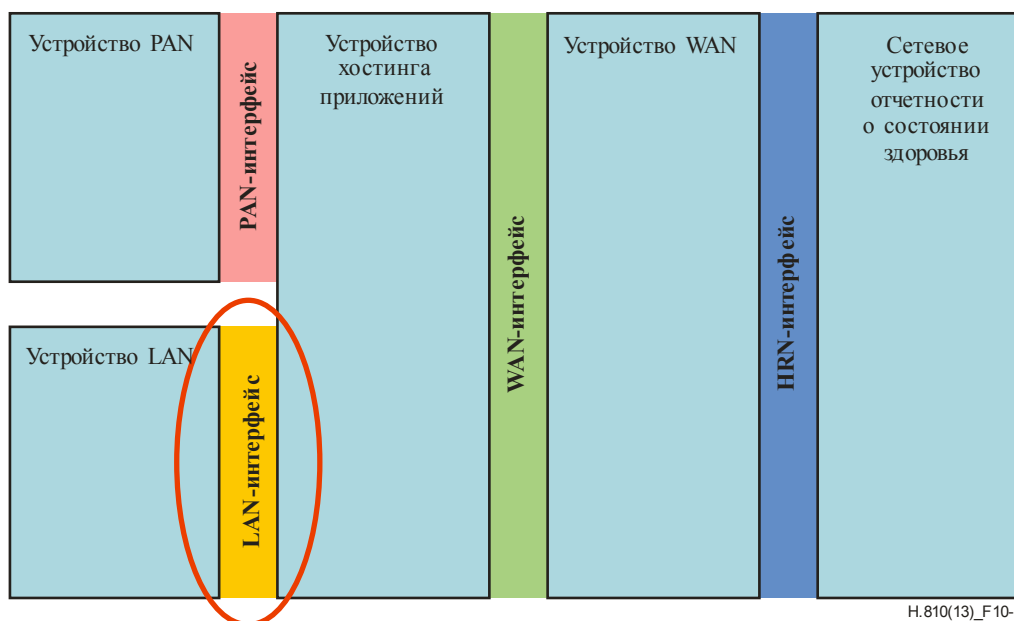 Устройство PAN
PAN-интерфейс
Устройство
хостинга
приложений
WAN-интерфейс
Устройство WAN
HRN-интерфейс
Сетевое
устройство
отчетности
о состоянии
здоровья
Устройство LAN
LAN-интерфейс
H.810(13)_F10-